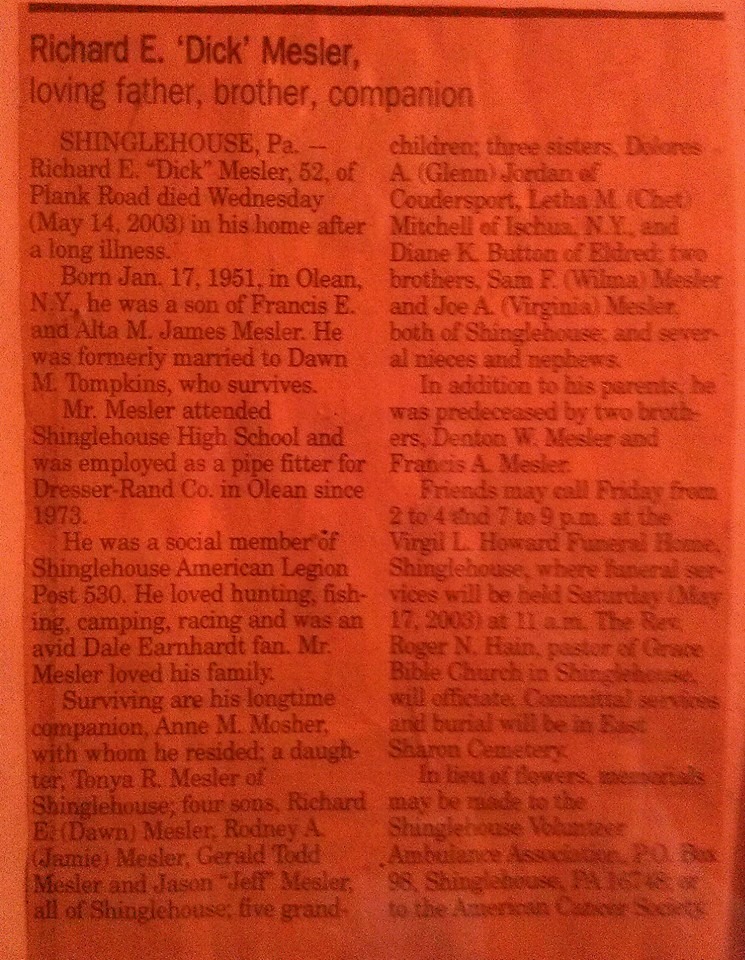 Richard E. 'Dick' Mesler,
loving father, brother, companion
SHINGLEHOUSE, Pa. —
Richard E. "Dick" Mesler, 52, of
Plank Road died Wednesday
(May 14, 2003) in his home after
a long illness.
Born Jan. 17, 1951, in Olean,
N.Y., he was a son of Francis E.
and Alta M. James Mesler. He
was formerly married to Dawn
M. Tompkins, who survives.
Mr. Mesler attended
Shinglehouse High School and
was employed as a pipe fitter for
Dresser-Rand Co. in Olean since
1973.
He was a social member of
Shinglehouse American Legion
Post 530. He loved hunting, fish-
ing, camping, racing and was an
avid Dale Earnhardt fan. Mr.
Mesler loved his family.
Surviving are his longtime
companion, Anne M. Mosher,
with whom he resided; a daugh-
ter, Tonya R. Mesler of
Shinglehouse; four sons, Richard
E. (Dawn) Mesler, Rodney A.
(Jamie) Mesler, Gerald Todd
Mesler and Jason "Jeff" Mesler,
all of Shinglehouse; five grand-
children; three sisters, Dolores
A. (Glenn) Jordan of
Coudersport, Letha M. (Chet)
Mitchell of Ischua, N.Y., and
Diane K. Button of Eldred; two
brothers, Sam F. (Wilma) Mesler
and Joe A. (Virginia) Mesler,
both of Shinglehouse; and sever-
al nieces and nephews.
In addition to his parents, he
was predeceased by two broth-
ers, Denton W. Mesler and
Francis A. Mesler.
Friends may call Friday from
2 to 4 and 7 to 9 p.m. at the
Virgil L. Howard Funeral Home,
Shinglehouse, where funeral ser-
vices will be held Saturday (May
17, 2003) at 11 a.m. The Rev.
Roger N. Hain, pastor of Grace
Bible Church in Shinglehouse,
will officiate. Committal services
and burial will be in East
Sharon Cemetery.
In lieu of flowers, memorials
may be made to the
Shinglehouse Volunteer
Ambulance Association, P.O. Box
98, Shinglehouse, PA 16748; or
to the American Cancer Society.